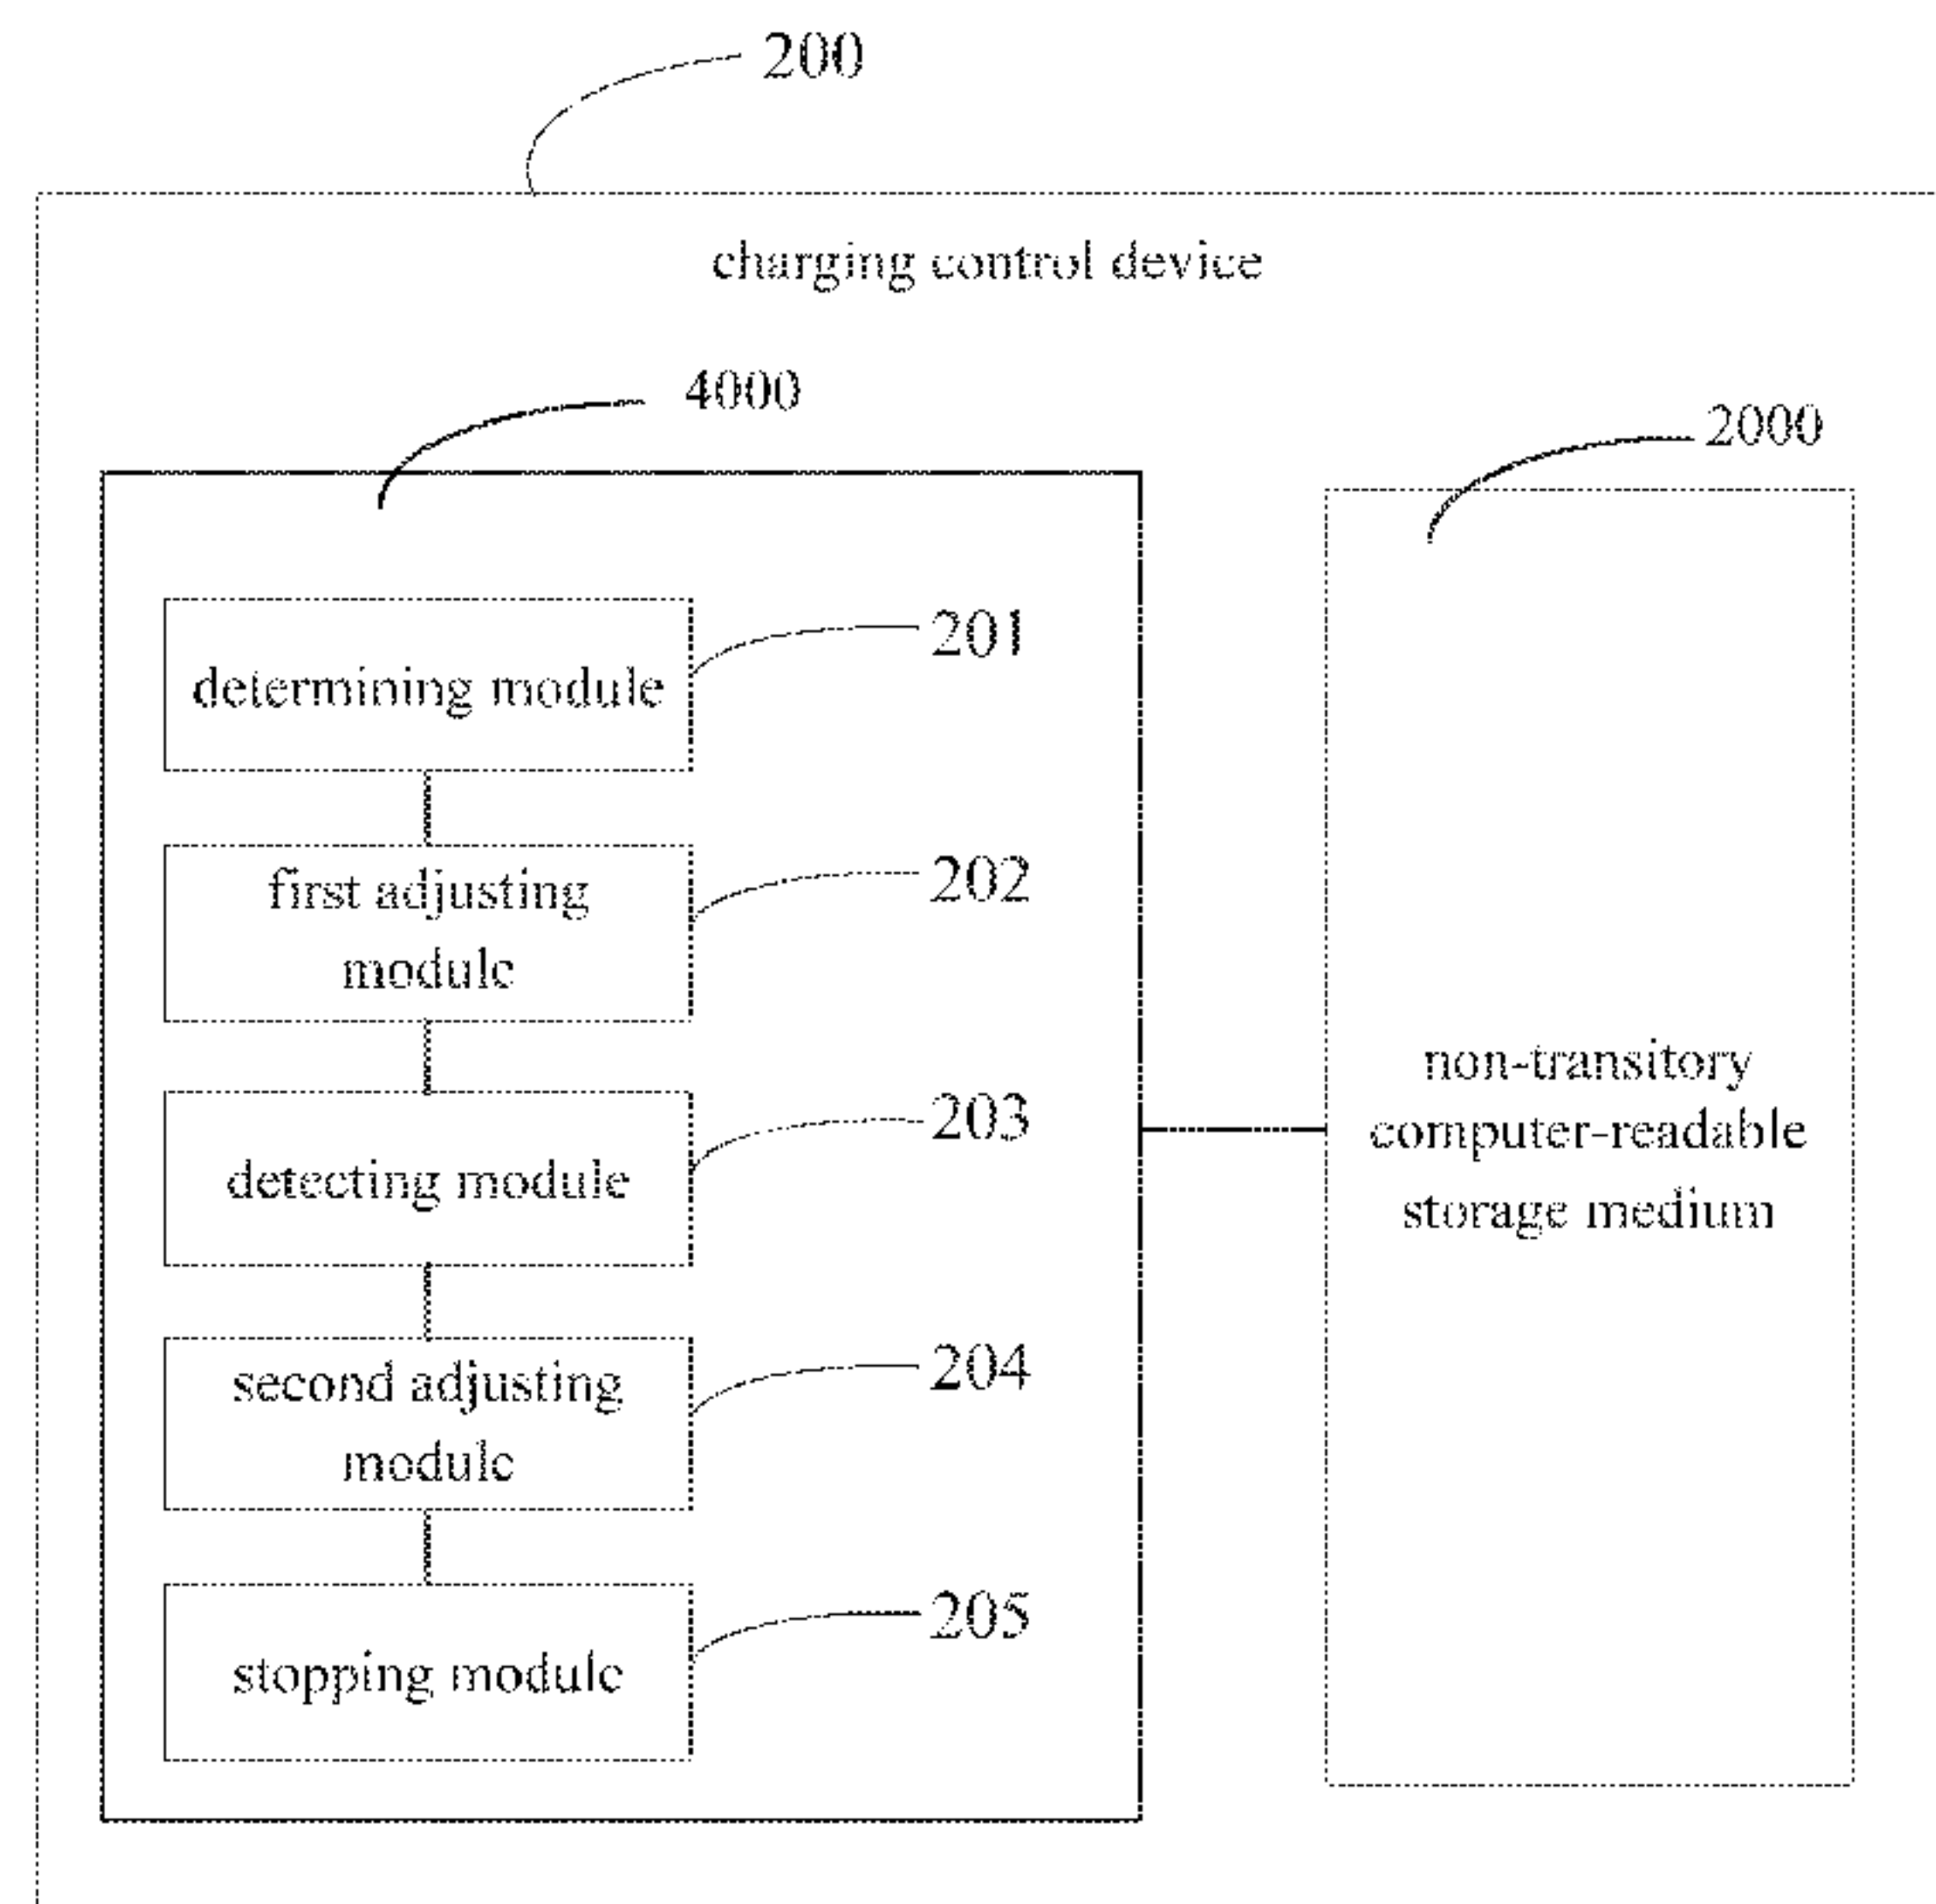 200
charging control device
4000
2000
determining module
201
first adjusting
module
202
detecting module
203
second adjusting
module
204
stopping module
205
non-transitory
computer-readable
storage medium